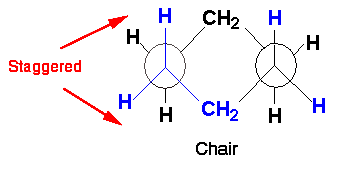 H CH2 H
H H
Staggered
H CH2 H
H H
Chair